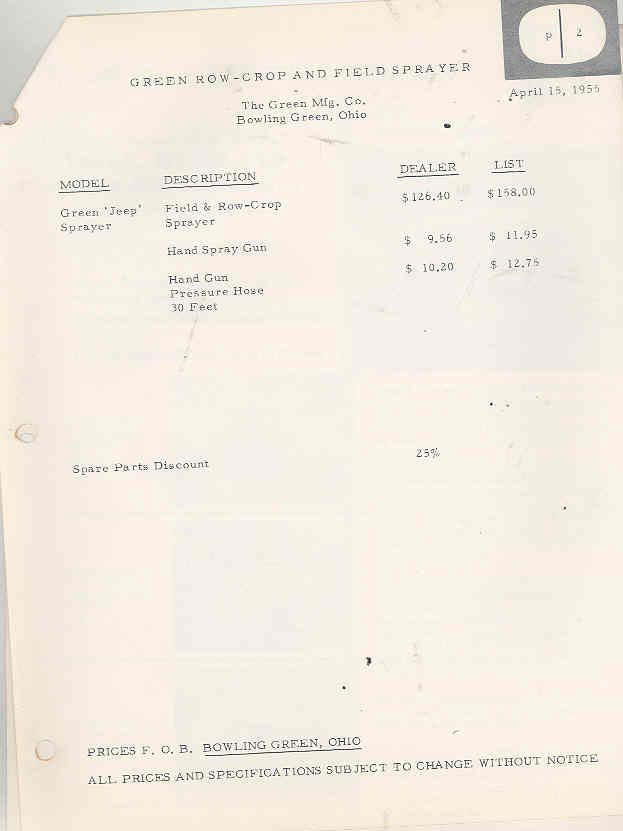 p 2
April 15, 1955
GREEN ROW-CROP AND FIELD SPRAYER
The Green Mfg. Co.
Bowling Green, Ohio
MODEL DESCRIPTION DEALER LIST
Green 'Jeep' Field & Row-Crop $126.40 $158.00
Sprayer Sprayer
Hand Spray Gun $ 9.56 $ 11.95
Hand Gun $ 10.20 $ 12.75
Pressure Hose
30 Feet
Spare Parts Discount 25%
PRICES F. O. B. BOWLING GREEN, OHIO
ALL PRICES AND SPECIFICATIONS SUBJECT TO CHANGE WITHOUT NOTICE